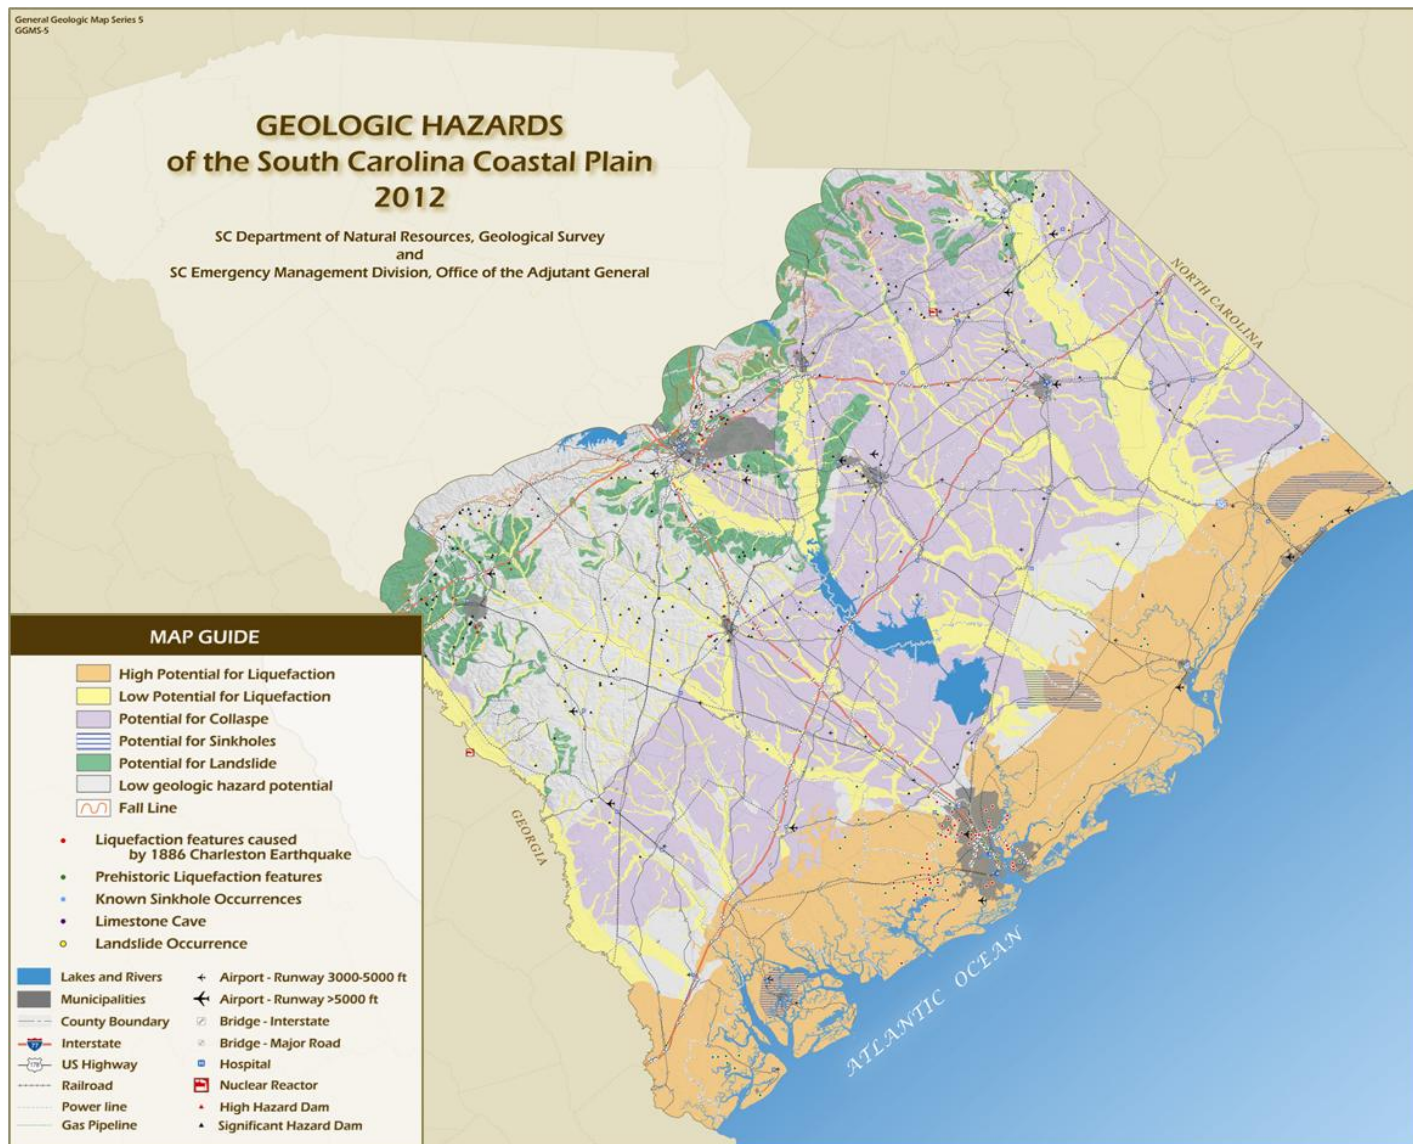 General Geologic Map Series 5
GGMS-5
GEOLOGIC HAZARDS
of the South Carolina Coastal Plain
2012
SC Department of Natural Resources, Geological Survey
and
SC Emergency Management Division, Office of the Adjutant General
NORTH CAROLINA
GEORGIA
ATLANTIC OCEAN
MAP GUIDE
High Potential for Liquefaction
Low Potential for Liquefaction
Potential for Collaspe
Potential for Sinkholes
Potential for Landslide
Low geologic hazard potential
Fall Line
Liquefaction features caused
by 1886 Charleston Earthquake
Prehistoric Liquefaction features
Known Sinkhole Occurrences
Limestone Cave
Landslide Occurrence
Lakes and Rivers
Municipalities
County Boundary
77 Interstate
178 US Highway
Railroad
Power line
Gas Pipeline
Airport - Runway 3000-5000 ft
Airport - Runway >5000 ft
Bridge - Interstate
Bridge - Major Road
H Hospital
Nuclear Reactor
High Hazard Dam
Significant Hazard Dam